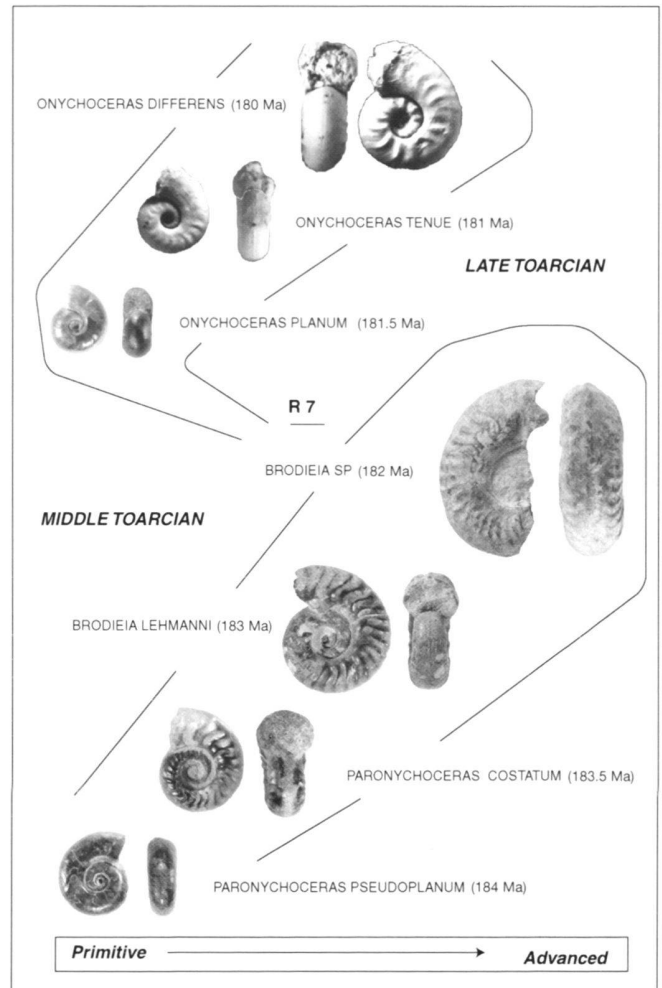 ONYCHOCERAS DIFFERENS (180 Ma)
ONYCHOCERAS TENUE (181 Ma)
LATE TOARCIAN
ONYCHOCERAS PLANUM (181.5 Ma)
R 7
BRODIEIA SP (182 Ma)
MIDDLE TOARCIAN
BRODIEIA LEHMANNI (183 Ma)
PARONYCHOCERAS COSTATUM (183.5 Ma)
PARONYCHOCERAS PSEUDOPLANUM (184 Ma)
Primitive
Advanced